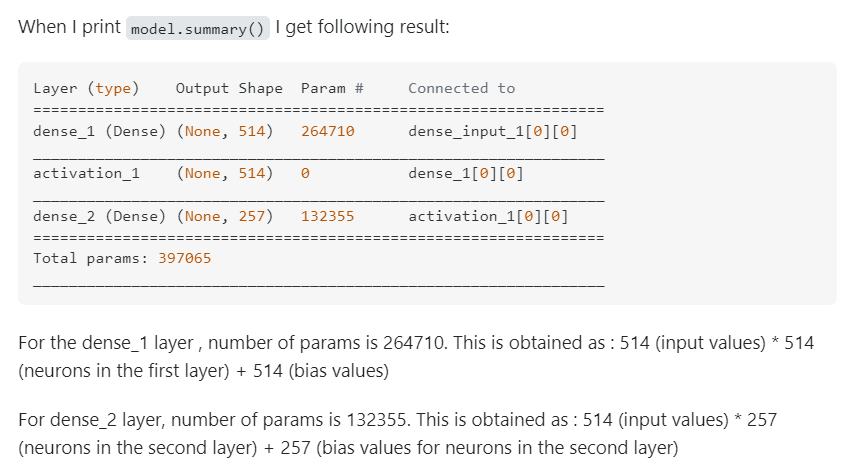 When I print model.summary() I get following result:
Layer (type)    Output Shape  Param #     Connected to
================================================================
dense_1 (Dense) (None, 514)   264710      dense_input_1[0][0]
________________________________________________________________
activation_1    (None, 514)   0           dense_1[0][0]
________________________________________________________________
dense_2 (Dense) (None, 257)   132355      activation_1[0][0]
================================================================
Total params: 397065
________________________________________________________________
For the dense_1 layer , number of params is 264710. This is obtained as : 514 (input values) * 514
(neurons in the first layer) + 514 (bias values)
For dense_2 layer, number of params is 132355. This is obtained as : 514 (input values) * 257
(neurons in the second layer) + 257 (bias values for neurons in the second layer)